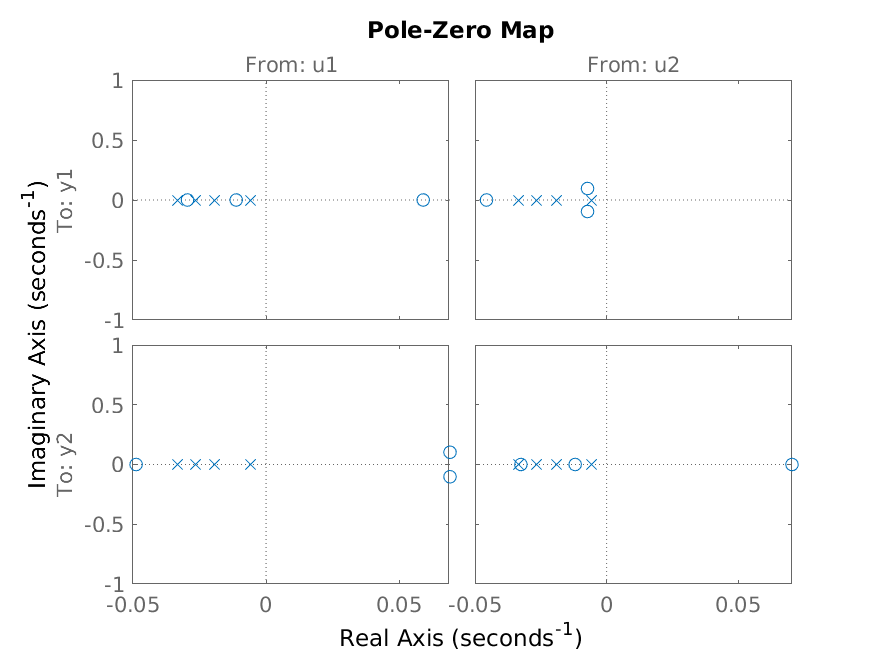 Pole-Zero Map
From: u1
From: u2
1
0.5
0
-0.5
-1
To: y1
1
0.5
0
-0.5
-1
To: y2
Imaginary Axis (seconds⁻¹)
-0.05
0
0.05
-0.05
0
0.05
Real Axis (seconds⁻¹)